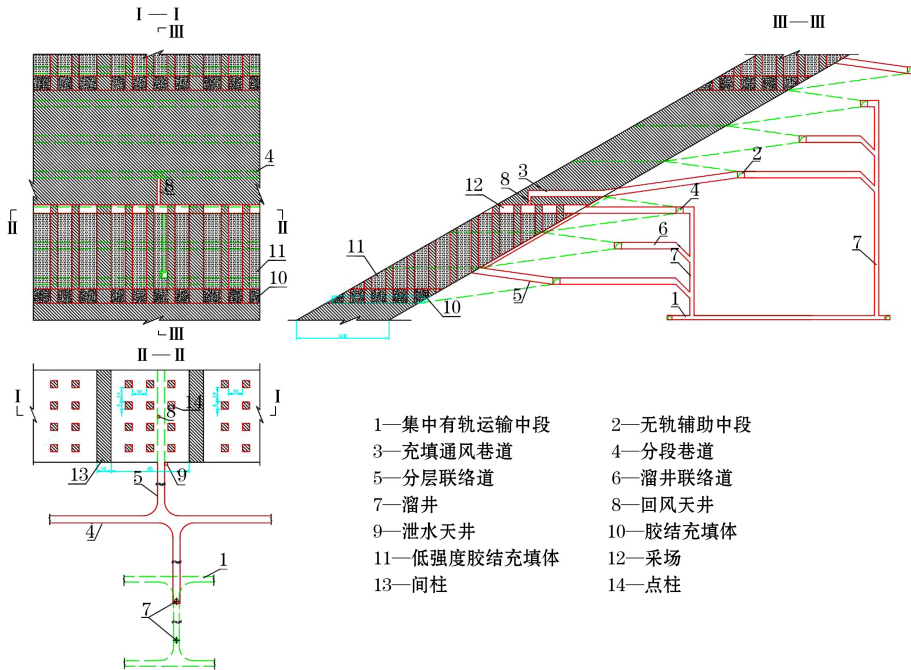 Ⅰ — Ⅰ
Ⅲ
Ⅲ—Ⅲ
4
8
Ⅱ
Ⅱ
11
10
Ⅲ
3
12
8
2
4
6
11
7
7
5
10
1
Ⅱ — Ⅱ
Ⅰ
Ⅰ
14
8
13
5
9
4
1
7
1—集中有轨运输中段
2—无轨辅助中段
3—充填通风巷道
4—分段巷道
5—分层联络道
6—溜井联络道
7—溜井
8—回风天井
9—泄水天井
10—胶结充填体
11—低强度胶结充填体
12—采场
13—间柱
14—点柱